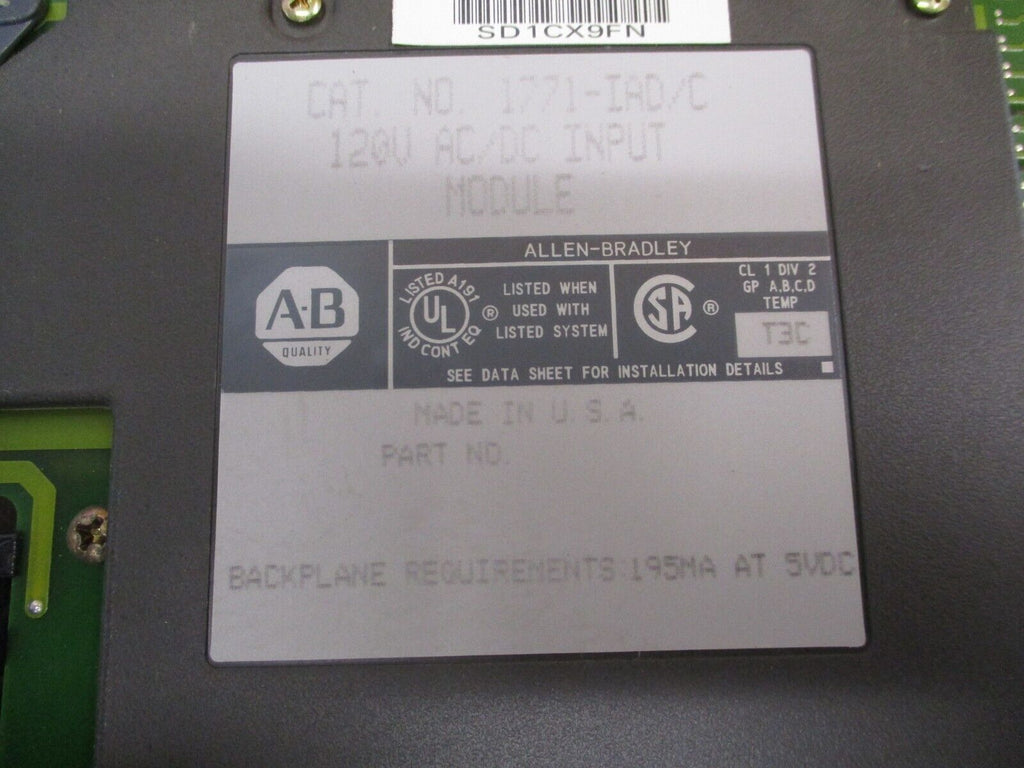 SD1CX9FN
CAT. NO. 1771-IAD/C
120V AC/DC INPUT
MODULE
ALLEN-BRADLEY
A-B
QUALITY
LISTED A191
UL
IND CONT EQ
®
LISTED WHEN
USED WITH
LISTED SYSTEM
SA
®
CL 1 DIV 2
GP A,B,C,D
TEMP
T3C
SEE DATA SHEET FOR INSTALLATION DETAILS
MADE IN U.S.A.
PART NO.
BACKPLANE REQUIREMENTS:195MA AT 5VDC